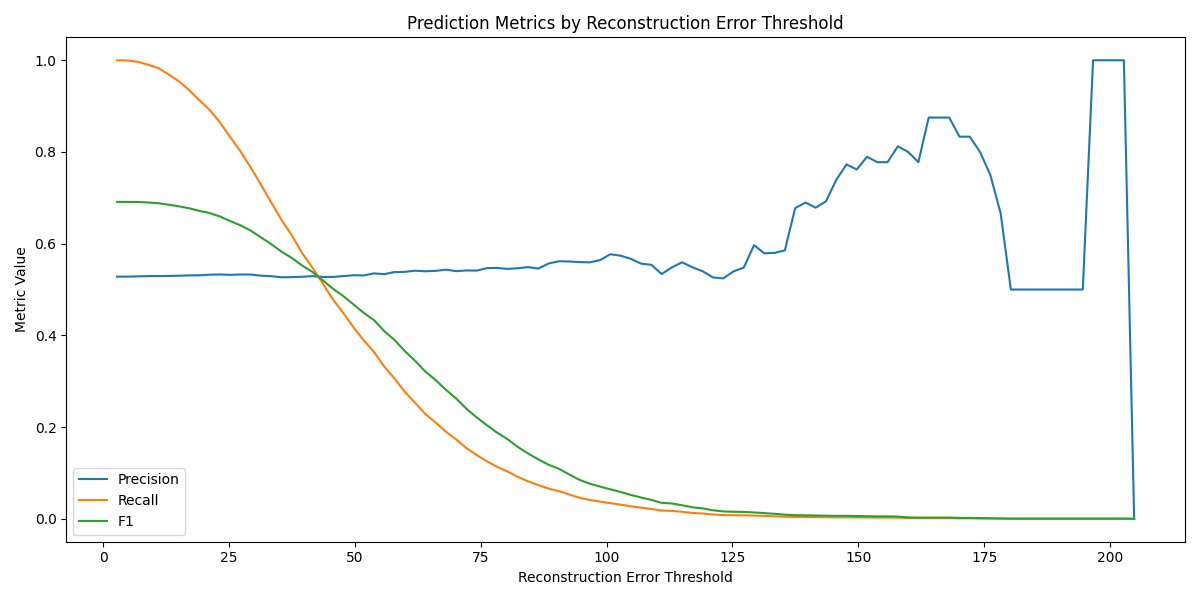 Prediction Metrics by Reconstruction Error Threshold
Metric Value
1.0
0.8
0.6
0.4
0.2
0.0
Precision
Recall
F1
0 25 50 75 100 125 150 175 200
Reconstruction Error Threshold